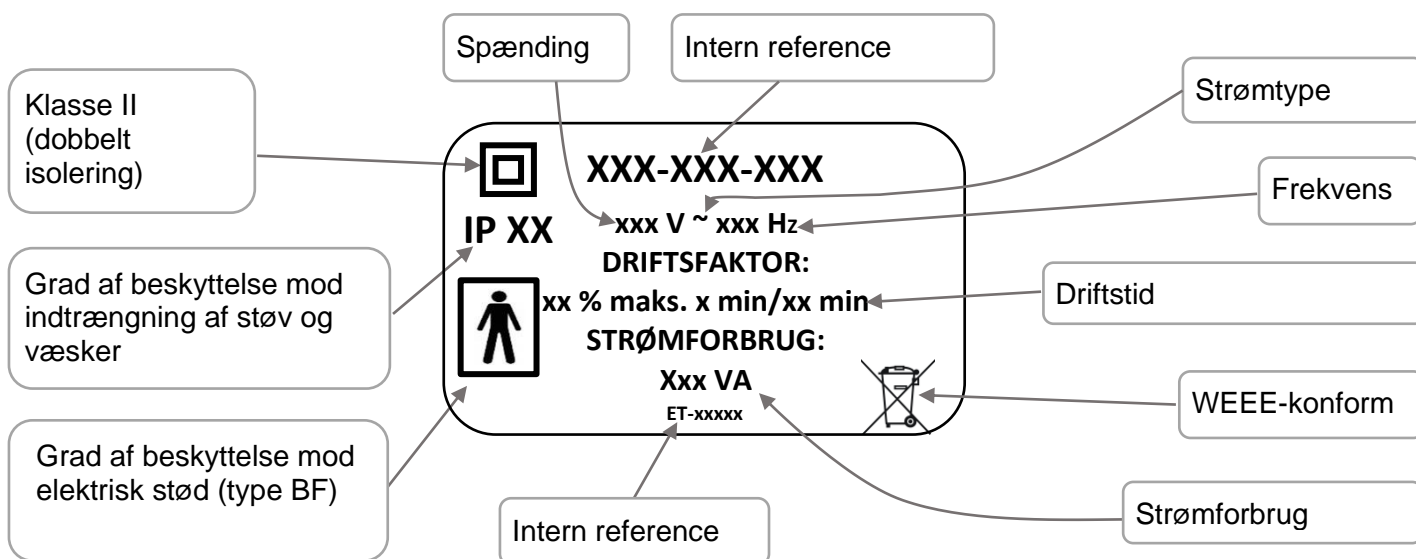 Spænding
Intern reference
Strømtype
Klasse II
(dobbelt
isolering)
XXX-XXX-XXX
Frekvens
IP XX
xxx V ~ xxx Hz
DRIFTSFAKTOR:
Grad af beskyttelse mod
indtrængning af støv og
væsker
xx % maks. x min/xx min
Driftstid
STRØMFORBRUG:
Xxx VA
ET-xxxxx
WEEE-konform
Grad af beskyttelse mod
elektrisk stød (type BF)
Intern reference
Strømforbrug